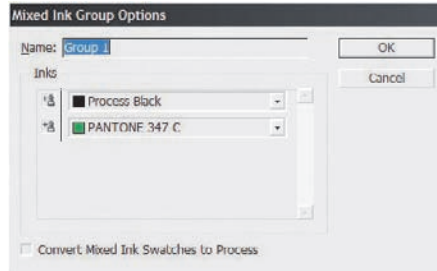 Mixed Ink Group Options
Name: Group 1
OK
Inks
Cancel
Process Black
PANTONE 347 C
Convert Mixed Ink Swatches to Process